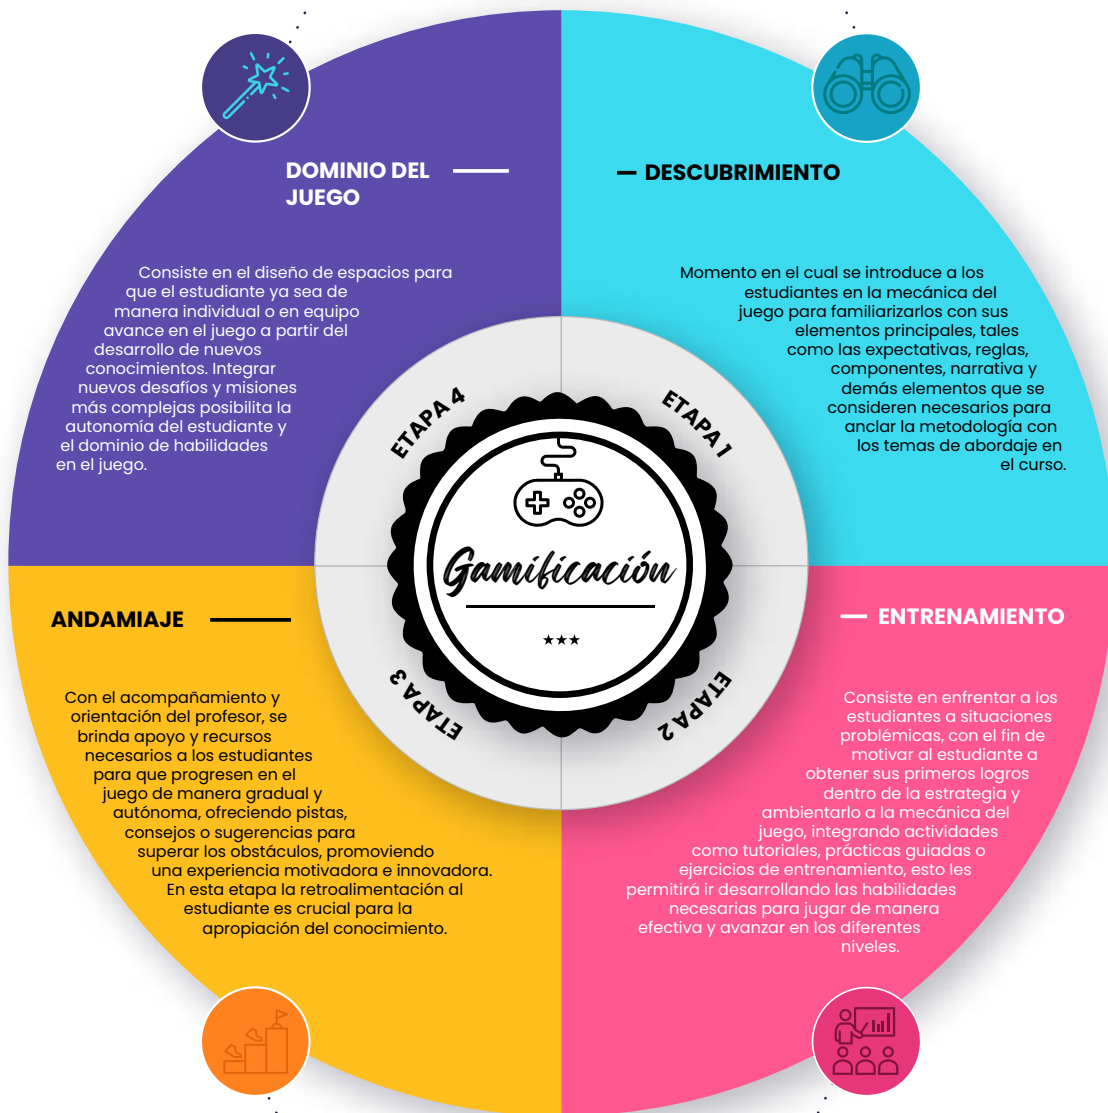 DOMINIO DEL
JUEGO
Consiste en el diseño de espacios para
que el estudiante ya sea de
manera individual o en equipo
avance en el juego a partir del
desarrollo de nuevos
conocimientos. Integrar
nuevos desafíos y misiones
más complejas posibilita la
autonomía del estudiante y
el dominio de habilidades
en el juego.
DESCUBRIMIENTO
Momento en el cual se introduce a los
estudiantes en la mecánica del
juego para familiarizarlos con sus
elementos principales, tales
como las expectativas, reglas,
componentes, narrativa y
demás elementos que se
consideren necesarios para
anclar la metodología con
los temas de abordaje en
el curso.
ETAPA 4
ETAPA 1
Gamificación
ETAPA 3
ETAPA 2
ANDAMIAJE
Con el acompañamiento y
orientación del profesor, se
brinda apoyo y recursos
necesarios a los estudiantes
para que progresen en el
juego de manera gradual y
autónoma, ofreciendo pistas,
consejos o sugerencias para
superar los obstáculos, promoviendo
una experiencia motivadora e innovadora.
En esta etapa la retroalimentación al
estudiante es crucial para la
apropiación del conocimiento.
ENTRENAMIENTO
Consiste en enfrentar a los
estudiantes a situaciones
problémicas, con el fin de
motivar al estudiante a
obtener sus primeros logros
dentro de la estrategia y
ambientarlo a la mecánica del
juego, integrando actividades
como tutoriales, prácticas guiadas o
ejercicios de entrenamiento, esto les
permitirá ir desarrollando las habilidades
necesarias para jugar de manera
efectiva y avanzar en los diferentes
niveles.